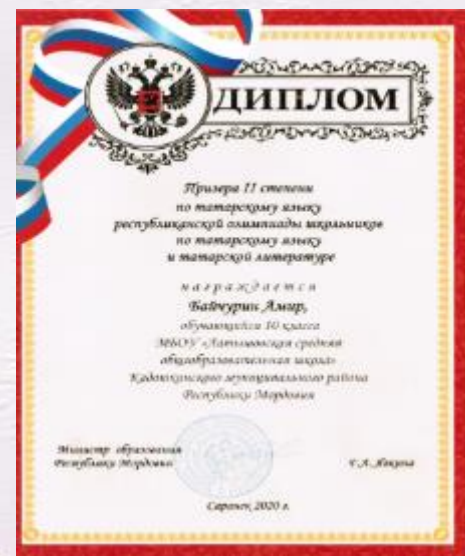 ДИПЛОМ
Призера II степени
по татарскому языку
республиканской олимпиады школьников
по татарскому языку
и татарской литературе
награждается
Байчурин Амир,
обучающийся 10 класса
МБОУ «Латышовская средняя
общеобразовательная школа»
Кадошкинского муниципального района
Республики Мордовия
Министр образования
Республики Мордовия
Г.А. Явкина
Саранск, 2020 г.